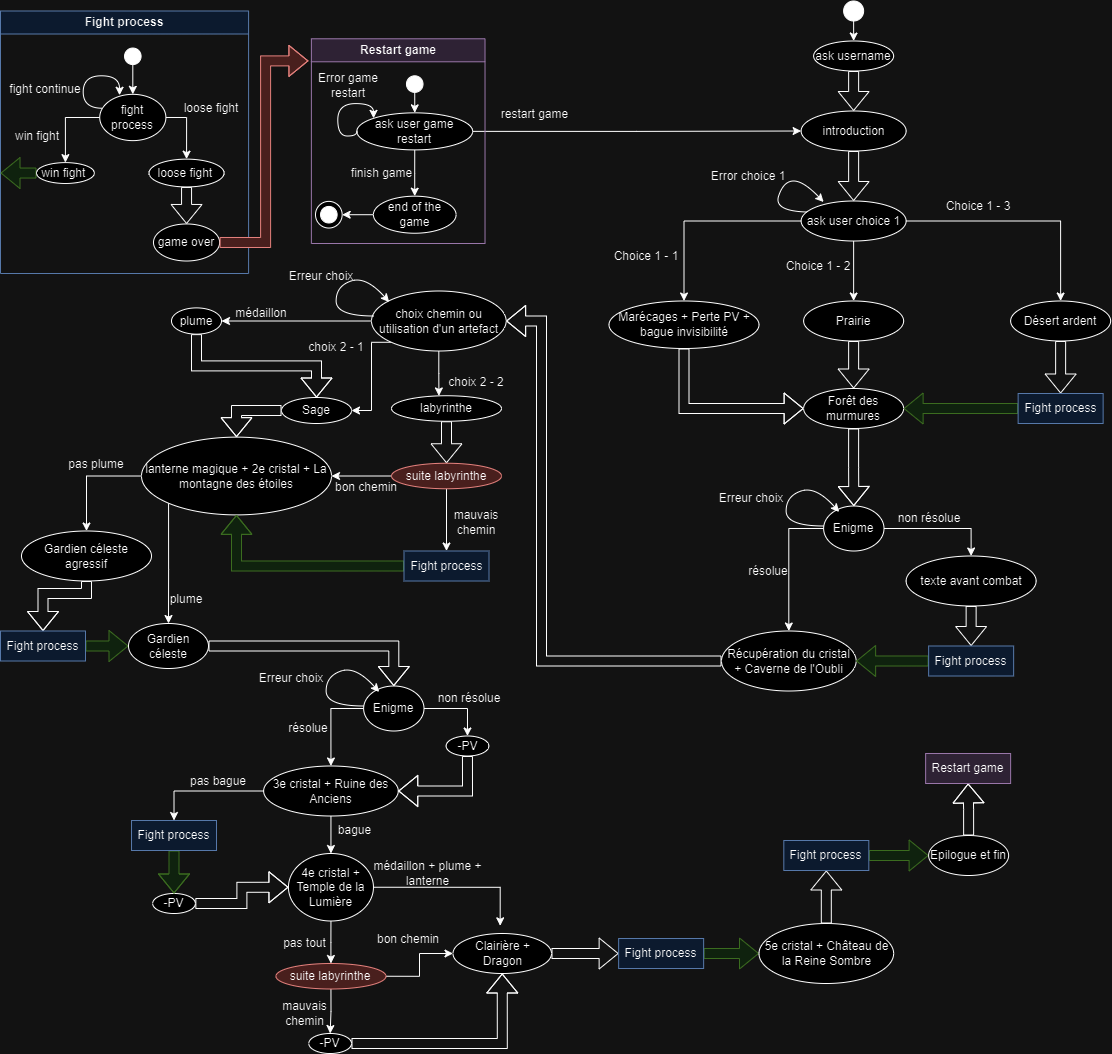 Fight process
fight continue
fight
process
loose fight
win fight
win fight
loose fight
game over
Restart game
Error game
restart
ask user game
restart
finish game
end of the
game
restart game
ask username
introduction
Error choice 1
ask user choice 1
Choice 1 - 3
Choice 1 - 1
Choice 1 - 2
Marécages + Perte PV +
bague invisibilité
Prairie
Désert ardent
Forêt des
murmures
Fight process
Erreur choix
Enigme
non résolue
résolue
texte avant combat
Récupération du cristal
+ Caverne de l'Oubli
Fight process
Erreur choix
choix chemin ou
utilisation d'un artefact
médaillon
plume
choix 2 - 1
choix 2 - 2
Sage
labyrinthe
suite labyrinthe
bon chemin
mauvais
chemin
Fight process
lanterne magique + 2e cristal + La
montagne des étoiles
pas plume
Gardien céleste
agressif
plume
Fight process
Gardien
céleste
Erreur choix
Enigme
non résolue
résolue
-PV
3e cristal + Ruine des
Anciens
pas bague
Fight process
bague
-PV
4e cristal +
Temple de la
Lumière
médaillon + plume +
lanterne
pas tout
bon chemin
suite labyrinthe
mauvais
chemin
-PV
Clairière +
Dragon
Fight process
5e cristal + Château de
la Reine Sombre
Fight process
Epilogue et fin
Restart game